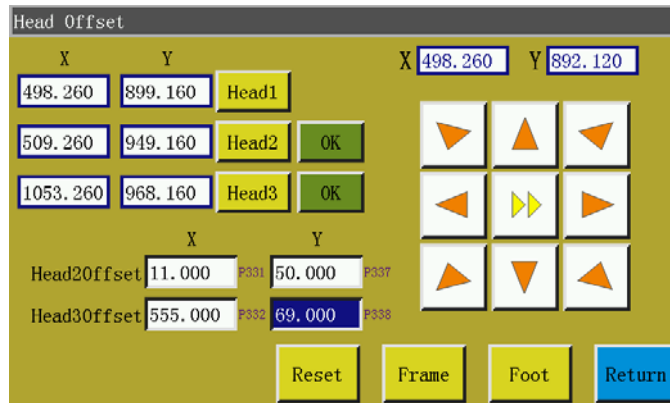 Head Offset
X Y
X 498.260 Y 892.120
498.260 899.160 Head1
509.260 949.160 Head2 OK
1053.260 968.160 Head3 OK
X Y
Head2Offset 11.000 P331 50.000 P337
Head3Offset 555.000 P332 69.000 P338
Reset Frame Foot Return